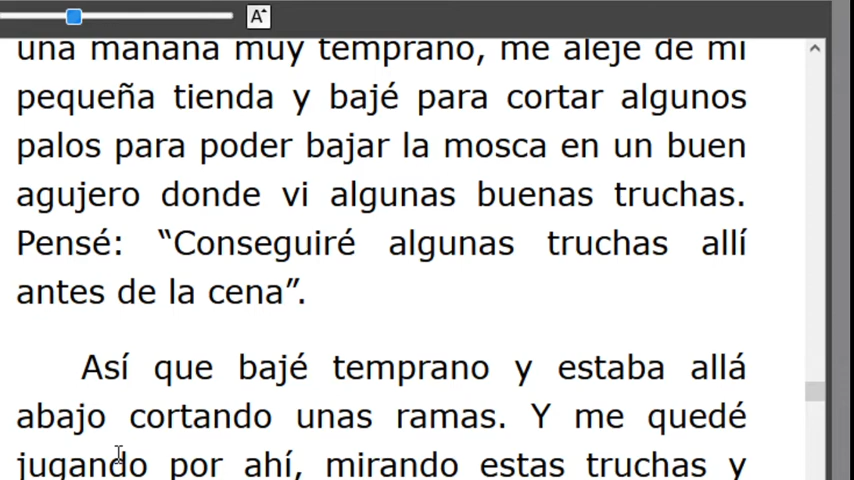 A
una mañana muy temprano, me alejé de mi
pequeña tienda y bajé para cortar algunos
palos para poder bajar la mosca en un buen
agujero donde vi algunas buenas truchas.
Pensé: “Conseguiré algunas truchas allí
antes de la cena”.
Así que bajé temprano y estaba allá
abajo cortando unas ramas. Y me quedé
jugando por ahí, mirando estas truchas y